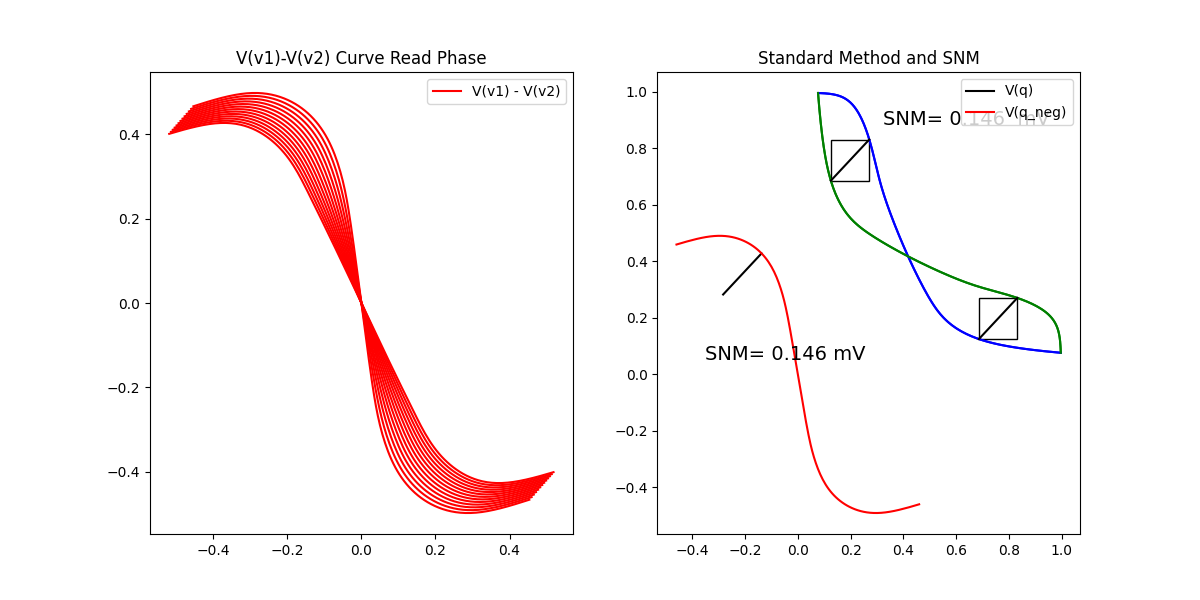 V(v1)-V(v2) Curve Read Phase
V(v1) - V(v2)
0.4
0.2
0.0
−0.2
−0.4
−0.4 −0.2 0.0 0.2 0.4
Standard Method and SNM
V(q)
V(q_neg)
SNM= 0.146 mV
SNM= 0.146 mV
1.0
0.8
0.6
0.4
0.2
0.0
−0.2
−0.4
−0.4 −0.2 0.0 0.2 0.4 0.6 0.8 1.0